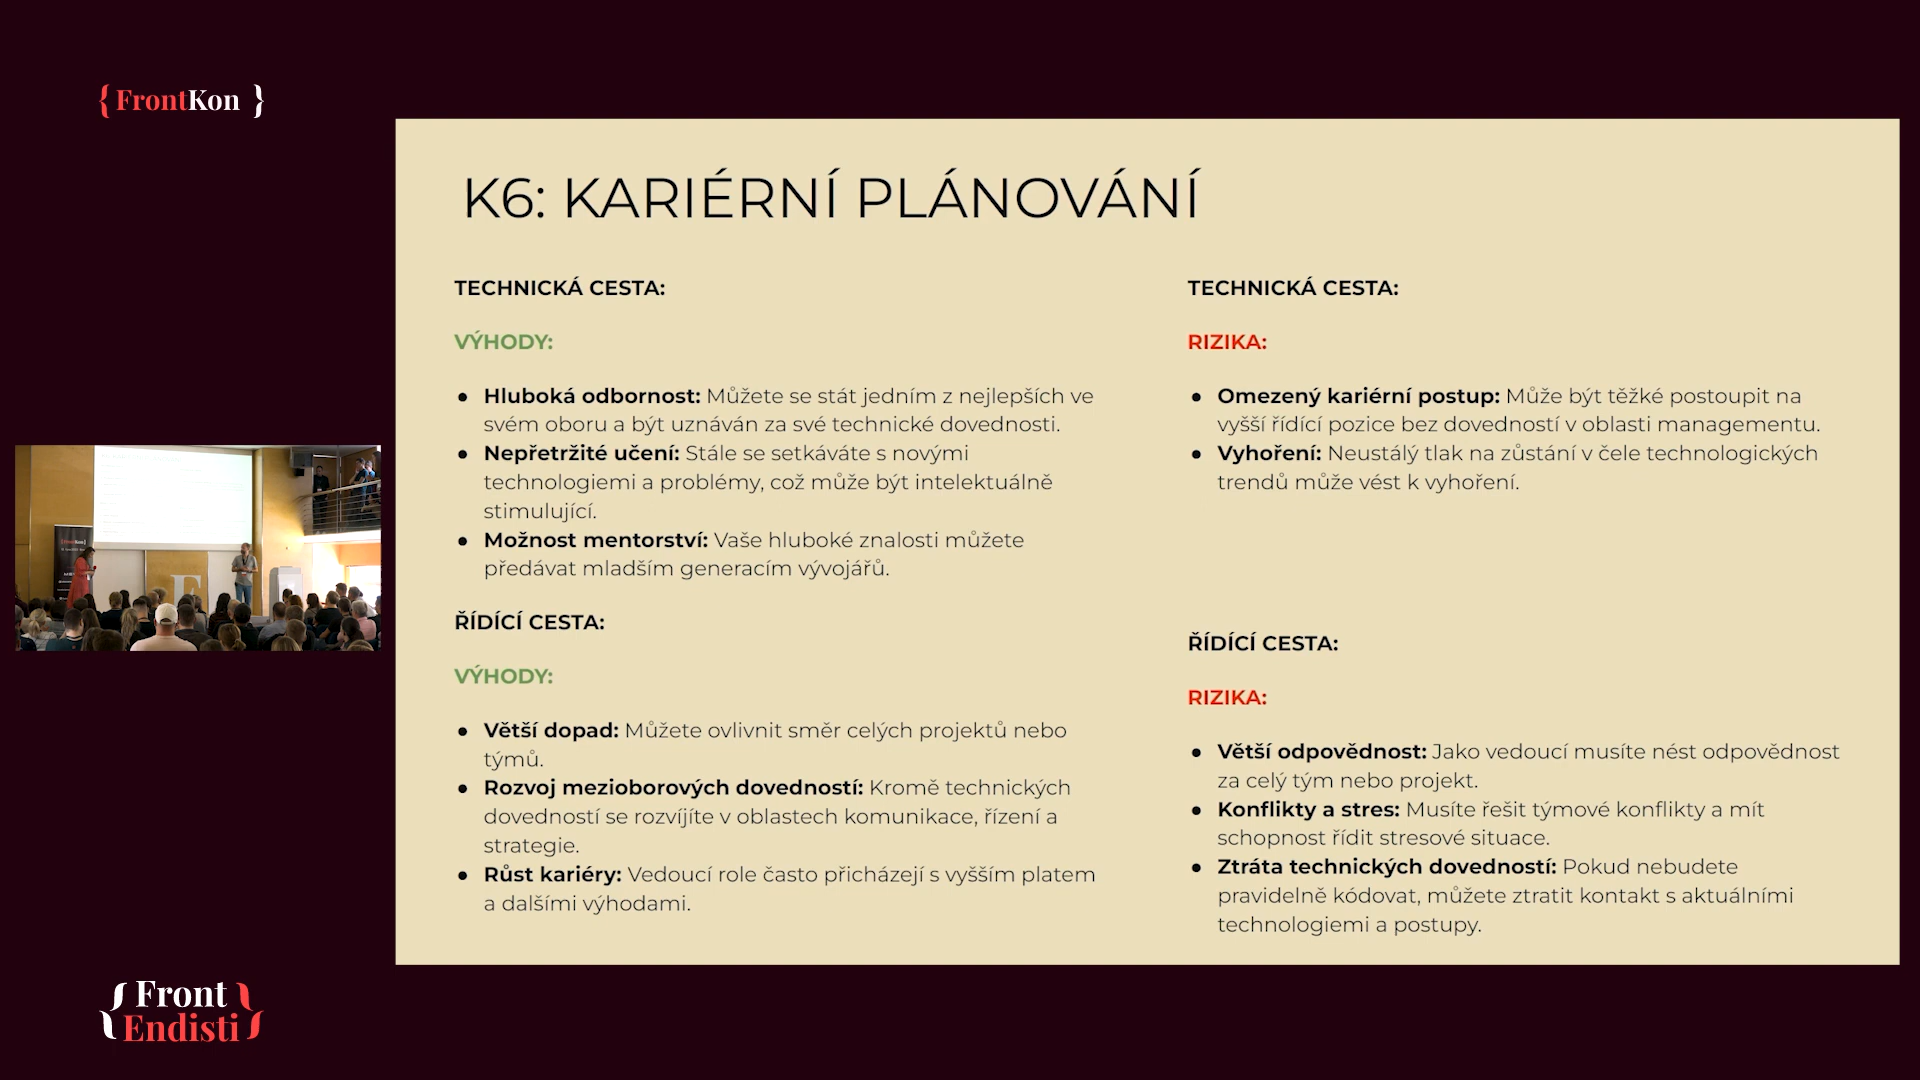 { FrontKon }
K6: KARIÉRNÍ PLÁNOVÁNÍ
TECHNICKÁ CESTA:
VÝHODY:
● Hluboká odbornost: Můžete se stát jedním z nejlepších ve
svém oboru a být uznáván za své technické dovednosti.
● Nepřetržité učení: Stále se setkáváte s novými
technologiemi a problémy, což může být intelektuálně
stimulující.
● Možnost mentorství: Vaše hluboké znalosti můžete
předávat mladším generacím vývojářů.
ŘÍDÍCÍ CESTA:
VÝHODY:
● Větší dopad: Můžete ovlivnit směr celých projektů nebo
týmů.
● Rozvoj mezioborových dovedností: Kromě technických
dovedností se rozvíjíte v oblastech komunikace, řízení a
strategie.
● Růst kariéry: Vedoucí role často přicházejí s vyšším platem
a dalšími výhodami.
TECHNICKÁ CESTA:
RIZIKA:
● Omezený kariérní postup: Může být těžké postoupit na
vyšší řídící pozice bez dovedností v oblasti managementu.
● Vyhoření: Neustálý tlak na zůstání v čele technologických
trendů může vést k vyhoření.
ŘÍDÍCÍ CESTA:
RIZIKA:
● Větší odpovědnost: Jako vedoucí musíte nést odpovědnost
za celý tým nebo projekt.
● Konflikty a stres: Musíte řešit týmové konflikty a mít
schopnost řídit stresové situace.
● Ztráta technických dovedností: Pokud nebudete
pravidelně kódovat, můžete ztratit kontakt s aktuálními
technologiemi a postupy.
{ Front }
{ Endisti }